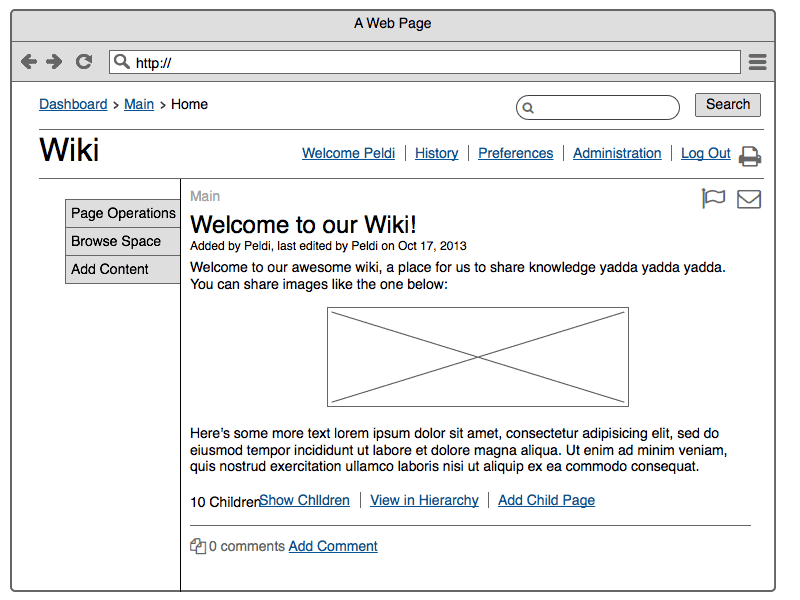 A Web Page
http://
Dashboard > Main > Home
Search
Wiki
Welcome Peldi | History | Preferences | Administration | Log Out
Page Operations
Browse Space
Add Content
Main
Welcome to our Wiki!
Added by Peldi, last edited by Peldi on Oct 17, 2013
Welcome to our awesome wiki, a place for us to share knowledge yadda yadda yadda.
You can share images like the one below:
Here's some more text lorem ipsum dolor sit amet, consectetur adipisicing elit, sed do
eiusmod tempor incididunt ut labore et dolore magna aliqua. Ut enim ad minim veniam,
quis nostrud exercitation ullamco laboris nisi ut aliquip ex ea commodo consequat.
10 Children Show ChIldren | View in Hierarchy | Add Child Page
0 comments Add Comment